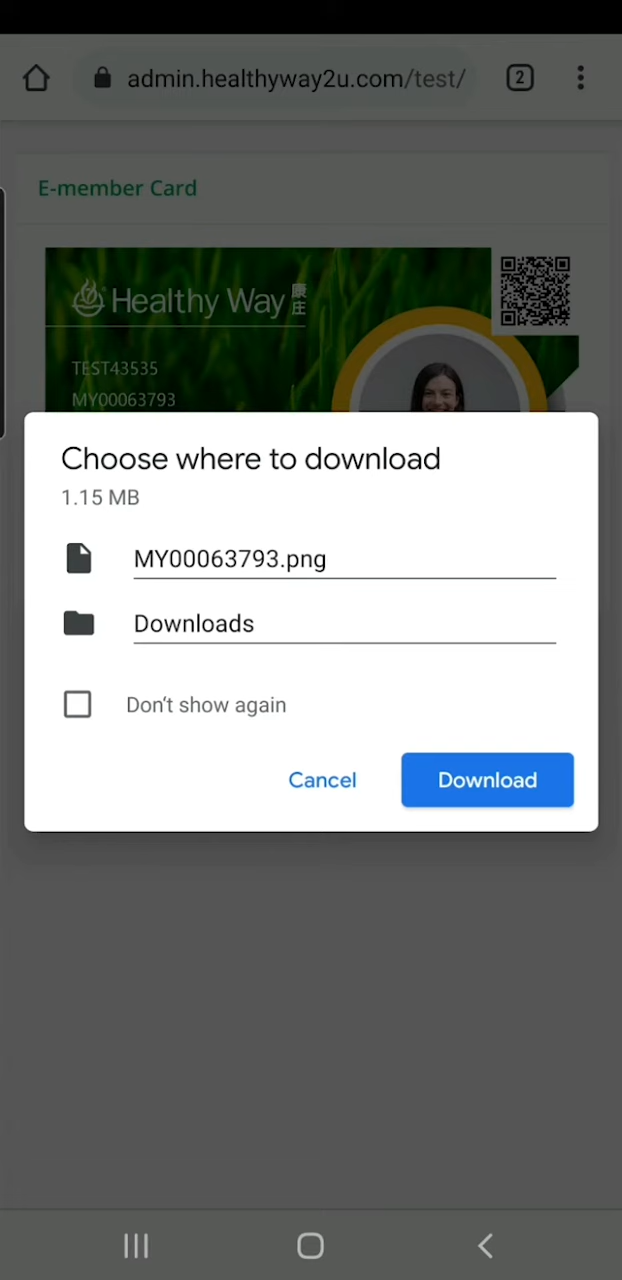 admin.healthyway2u.com/test/
2
E-member Card
Healthy Way 康庄
TEST43535
MY00063793
Choose where to download
1.15 MB
MY00063793.png
Downloads
Don't show again
Cancel
Download